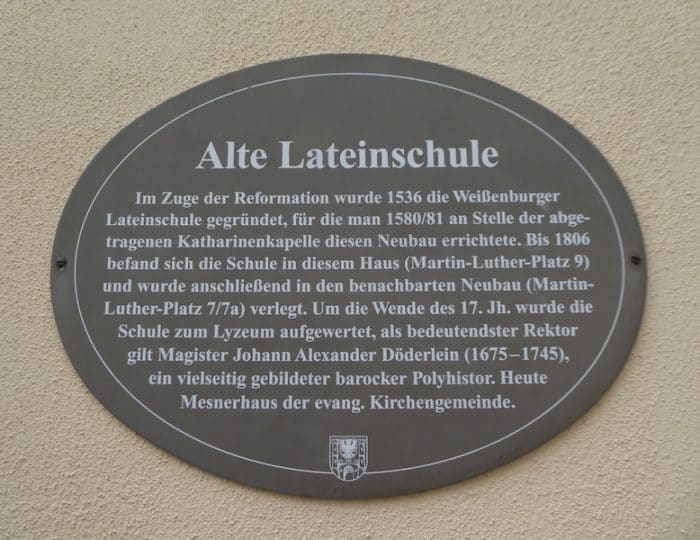 Alte Lateinschule
Im Zuge der Reformation wurde 1536 die Weißenburger
Lateinschule gegründet, für die man 1580/81 an Stelle der abge-
tragenen Katharinenkapelle diesen Neubau errichtete. Bis 1806
befand sich die Schule in diesem Haus (Martin-Luther-Platz 9)
und wurde anschließend in den benachbarten Neubau (Martin-
Luther-Platz 7/7a) verlegt. Um die Wende des 17. Jh. wurde die
Schule zum Lyzeum aufgewertet, als bedeutendster Rektor
gilt Magister Johann Alexander Döderlein (1675–1745),
ein vielseitig gebildeter barocker Polyhistor. Heute
Mesnerhaus der evang. Kirchengemeinde.